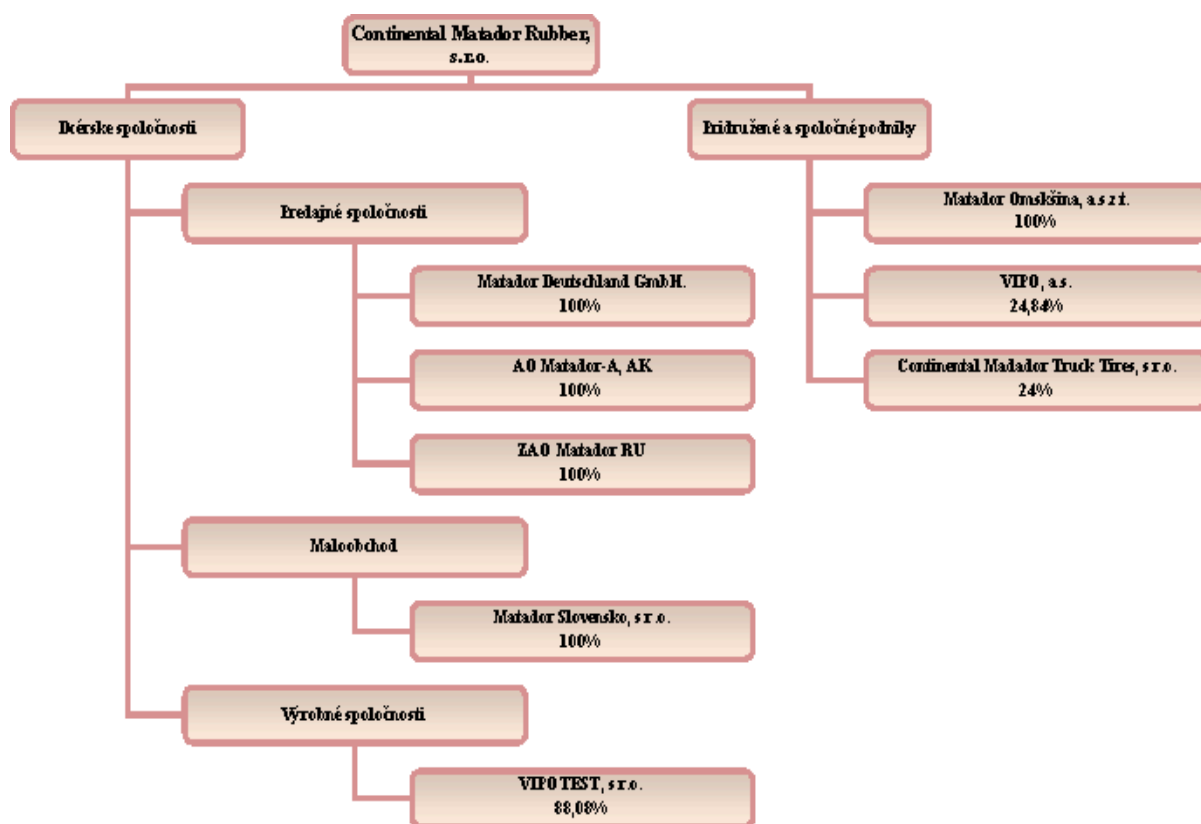 Continental Matador Rubber,
s.r.o.
Dcérske spoločnosti
Pridružené a spoločné podniky
Predajné spoločnosti
Matador Omskšina, a.s z.t.
100%
Matador Deutschland GmbH.
100%
VIPO, a.s.
24,84%
AO Matador-A, AK
100%
Continental Madador Truck Tires, s r.o.
24%
ZAO Matador RU
100%
Maloobchod
Matador Slovensko, s r.o.
100%
Výrobné spoločnosti
VIPO TEST, s r.o.
88,08%